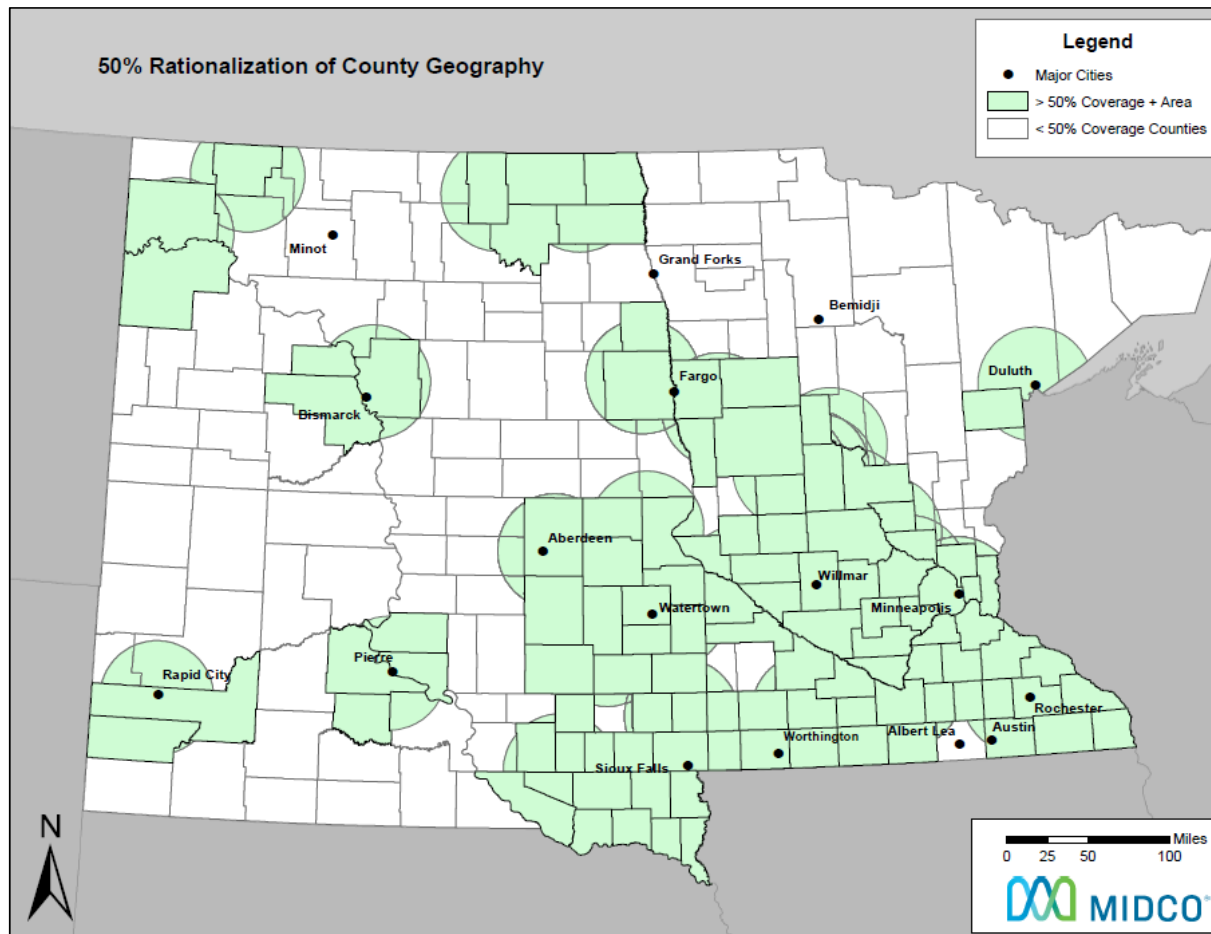 50% Rationalization of County Geography
Legend
Major Cities
> 50% Coverage + Area
< 50% Coverage Counties
Minot
Grand Forks
Bemidji
Duluth
Fargo
Bismarck
Aberdeen
Willmar
Watertown
Minneapolis
Pierre
Rapid City
Rochester
Albert Lea
Austin
Worthington
Sioux Falls
N
Miles
0 25 50 100
MIDCO